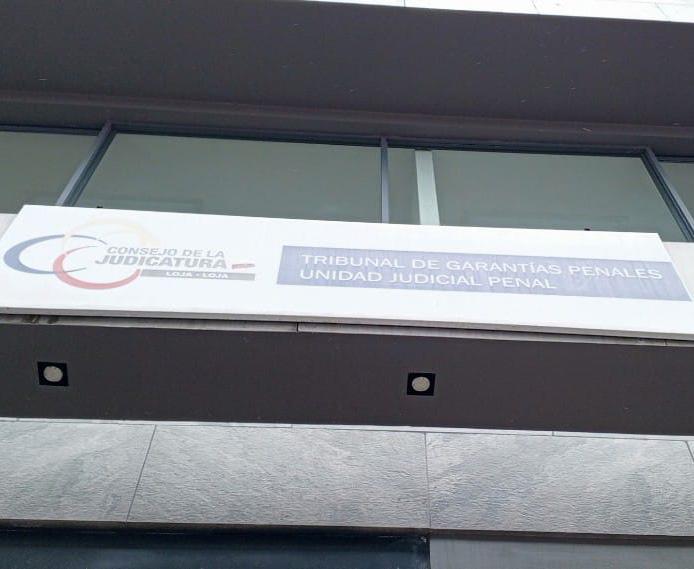 CONSEJO DE LA
JUDICATURA
LOJA - LOJA
TRIBUNAL DE GARANTÍAS PENALES
UNIDAD JUDICIAL PENAL